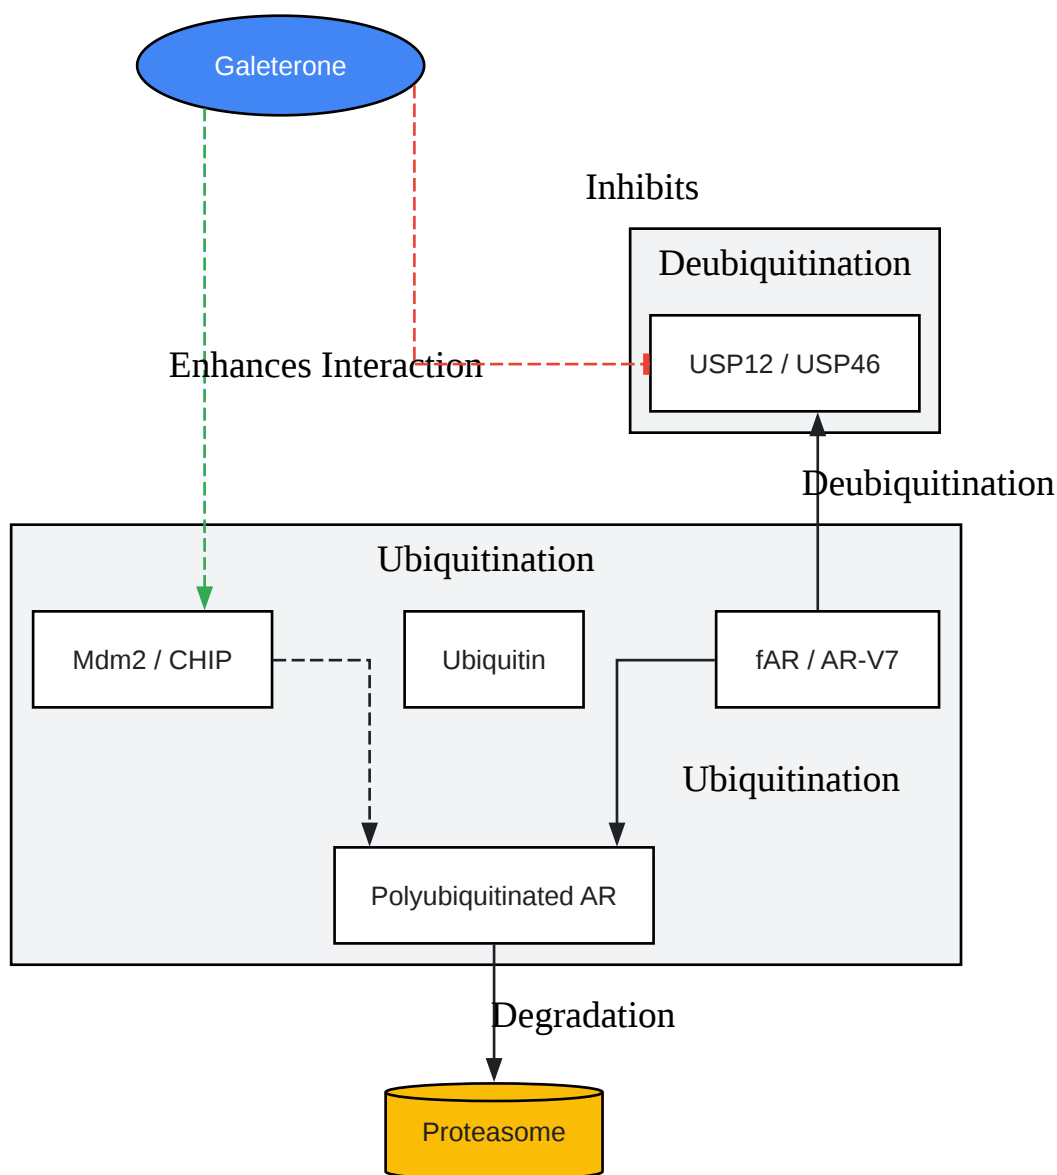 Galeterone
Inhibits
Deubiquitination
USP12 / USP46
Enhances Interaction
Deubiquitination
Ubiquitination
Mdm2 / CHIP
Ubiquitin
fAR / AR-V7
Ubiquitination
Polyubiquitinated AR
Degradation
Proteasome